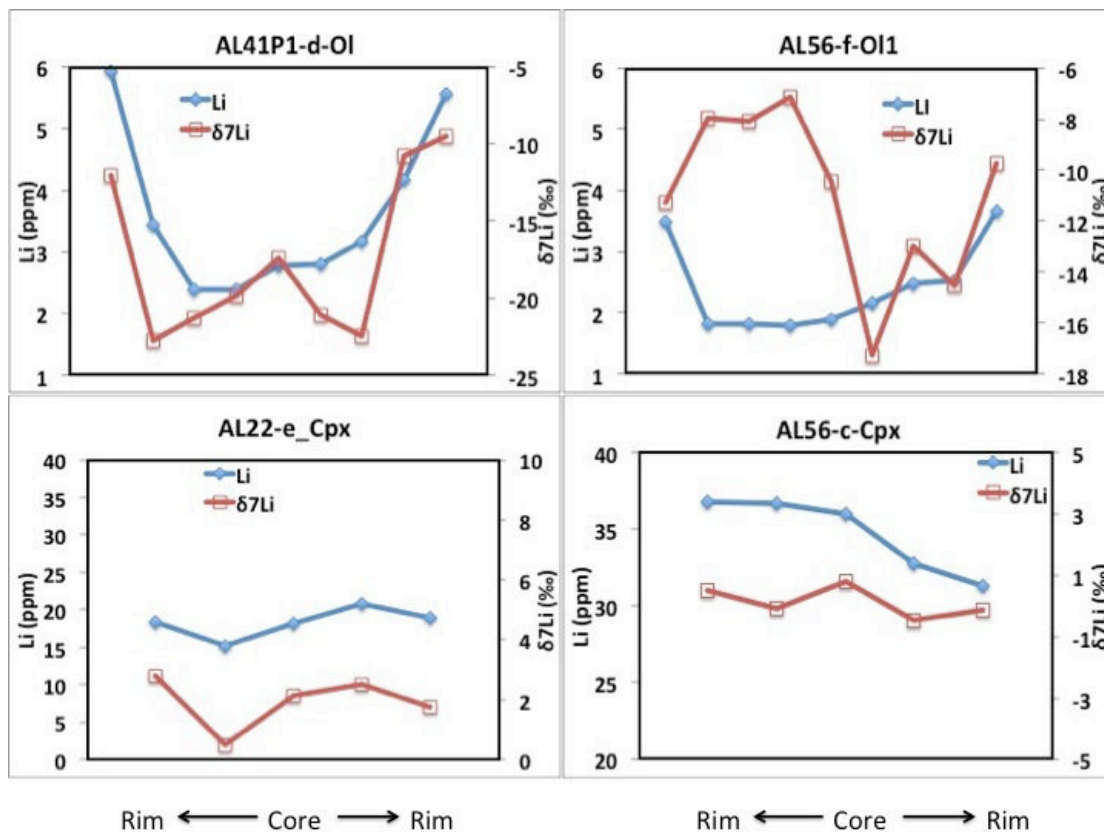 AL41P1-d-Ol
6
5
4
3
2
1
Li (ppm)
Li
δ7Li
-5
-10
-15
-20
-25
δ7Li (‰)
AL56-f-Ol1
6
5
4
3
2
1
Li (ppm)
LI
δ7Li
-6
-8
-10
-12
-14
-16
-18
δ7Li (‰)
AL22-e_Cpx
40
35
30
25
20
15
10
5
0
Li (ppm)
Li
δ7Li
10
8
6
4
2
0
δ7Li (‰)
AL56-c-Cpx
40
35
30
25
20
Li (ppm)
Li
δ7Li
5
3
1
-1
-3
-5
δ7Li (‰)
Rim ← Core → Rim
Rim ← Core → Rim